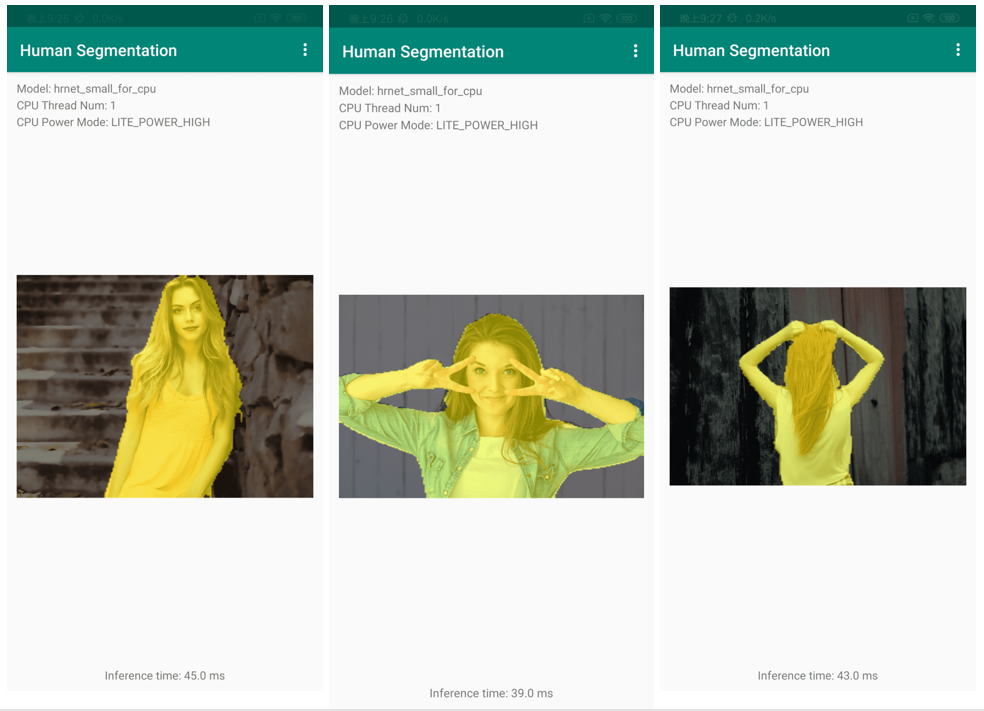 晚上9:26 0.0K/s
Human Segmentation
Model: hrnet_small_for_cpu
CPU Thread Num: 1
CPU Power Mode: LITE_POWER_HIGH
Inference time: 45.0 ms
晚上9:26 0.0K/s
Human Segmentation
Model: hrnet_small_for_cpu
CPU Thread Num: 1
CPU Power Mode: LITE_POWER_HIGH
Inference time: 39.0 ms
晚上9:27 0.2K/s
Human Segmentation
Model: hrnet_small_for_cpu
CPU Thread Num: 1
CPU Power Mode: LITE_POWER_HIGH
Inference time: 43.0 ms